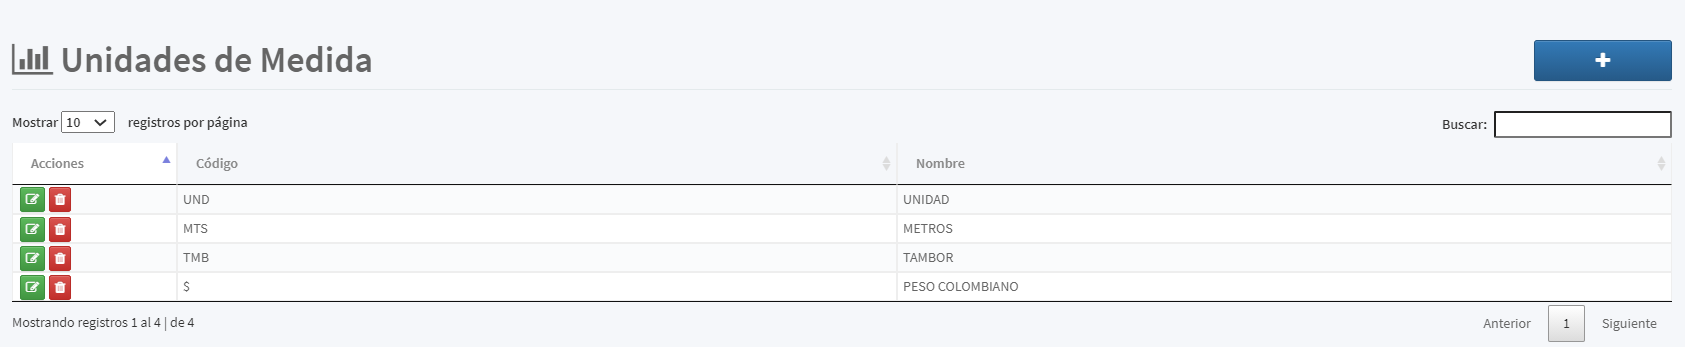 Unidades de Medida
Mostrar 10 registros por página
Buscar:
Acciones Código Nombre
UND UNIDAD
MTS METROS
TMB TAMBOR
$ PESO COLOMBIANO
Mostrando registros 1 al 4 | de 4
Anterior 1 Siguiente